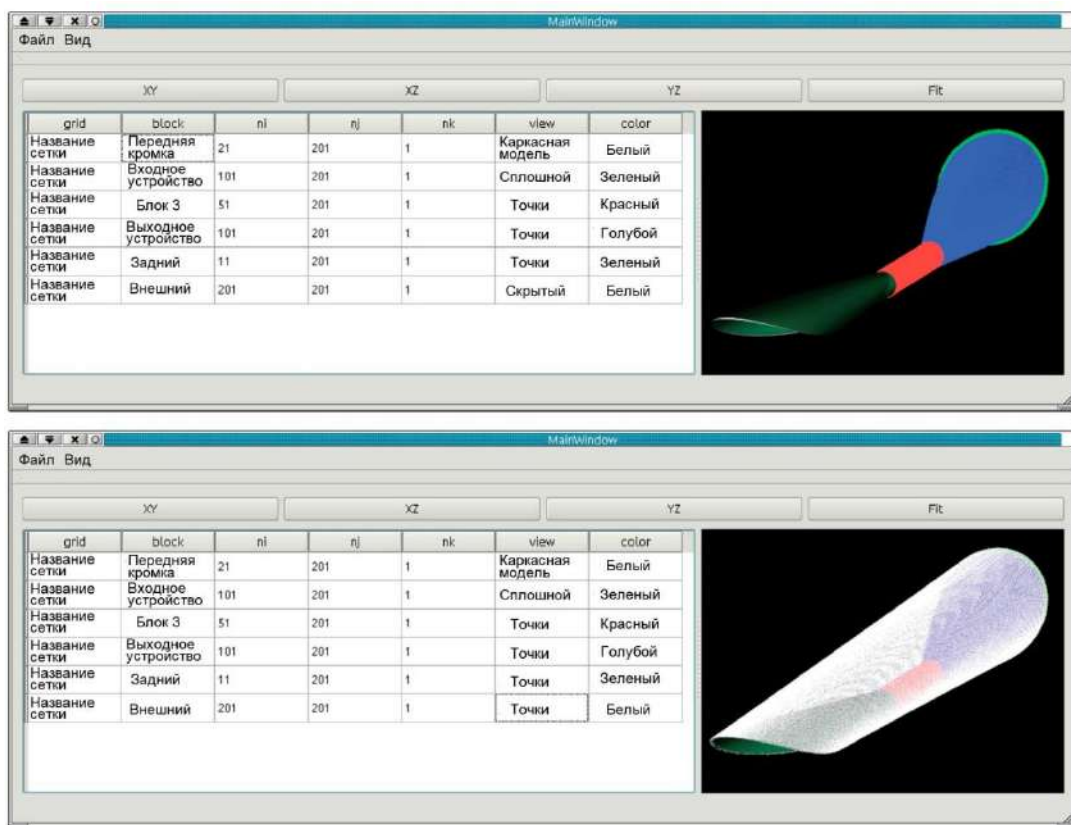 MainWindow
Файл Вид
XY XZ YZ Fit
grid block ni nj nk view color
Название сетки Передняя кромка 21 201 1 Каркасная модель Белый
Название сетки Входное устройство 101 201 1 Сплошной Зеленый
Название сетки Блок 3 51 201 1 Точки Красный
Название сетки Выходное устройство 101 201 1 Точки Голубой
Название сетки Задний 11 201 1 Точки Зеленый
Название сетки Внешний 201 201 1 Скрытый Белый
MainWindow
Файл Вид
XY XZ YZ Fit
grid block ni nj nk view color
Название сетки Передняя кромка 21 201 1 Каркасная модель Белый
Название сетки Входное устройство 101 201 1 Сплошной Зеленый
Название сетки Блок 3 51 201 1 Точки Красный
Название сетки Выходное устройство 101 201 1 Точки Голубой
Название сетки Задний 11 201 1 Точки Зеленый
Название сетки Внешний 201 201 1 Точки Белый